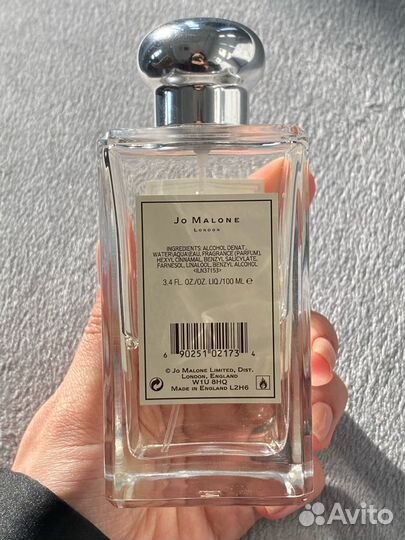 Jo Malone
London
INGREDIENTS: ALCOHOL DENAT.,
WATER\AQUA\EAU, FRAGRANCE (PARFUM),
HEXYL CINNAMAL, BENZYL SALICYLATE,
FARNESOL, LINALOOL, BENZYL ALCOHOL
<ILN37153>
3.4 FL. OZ./OZ. LIQ./100 ML ℮
6 90251 02173 4
© Jo Malone Limited, Dist.
London, England
W1U 8HQ
Made in England L2H6
Avito